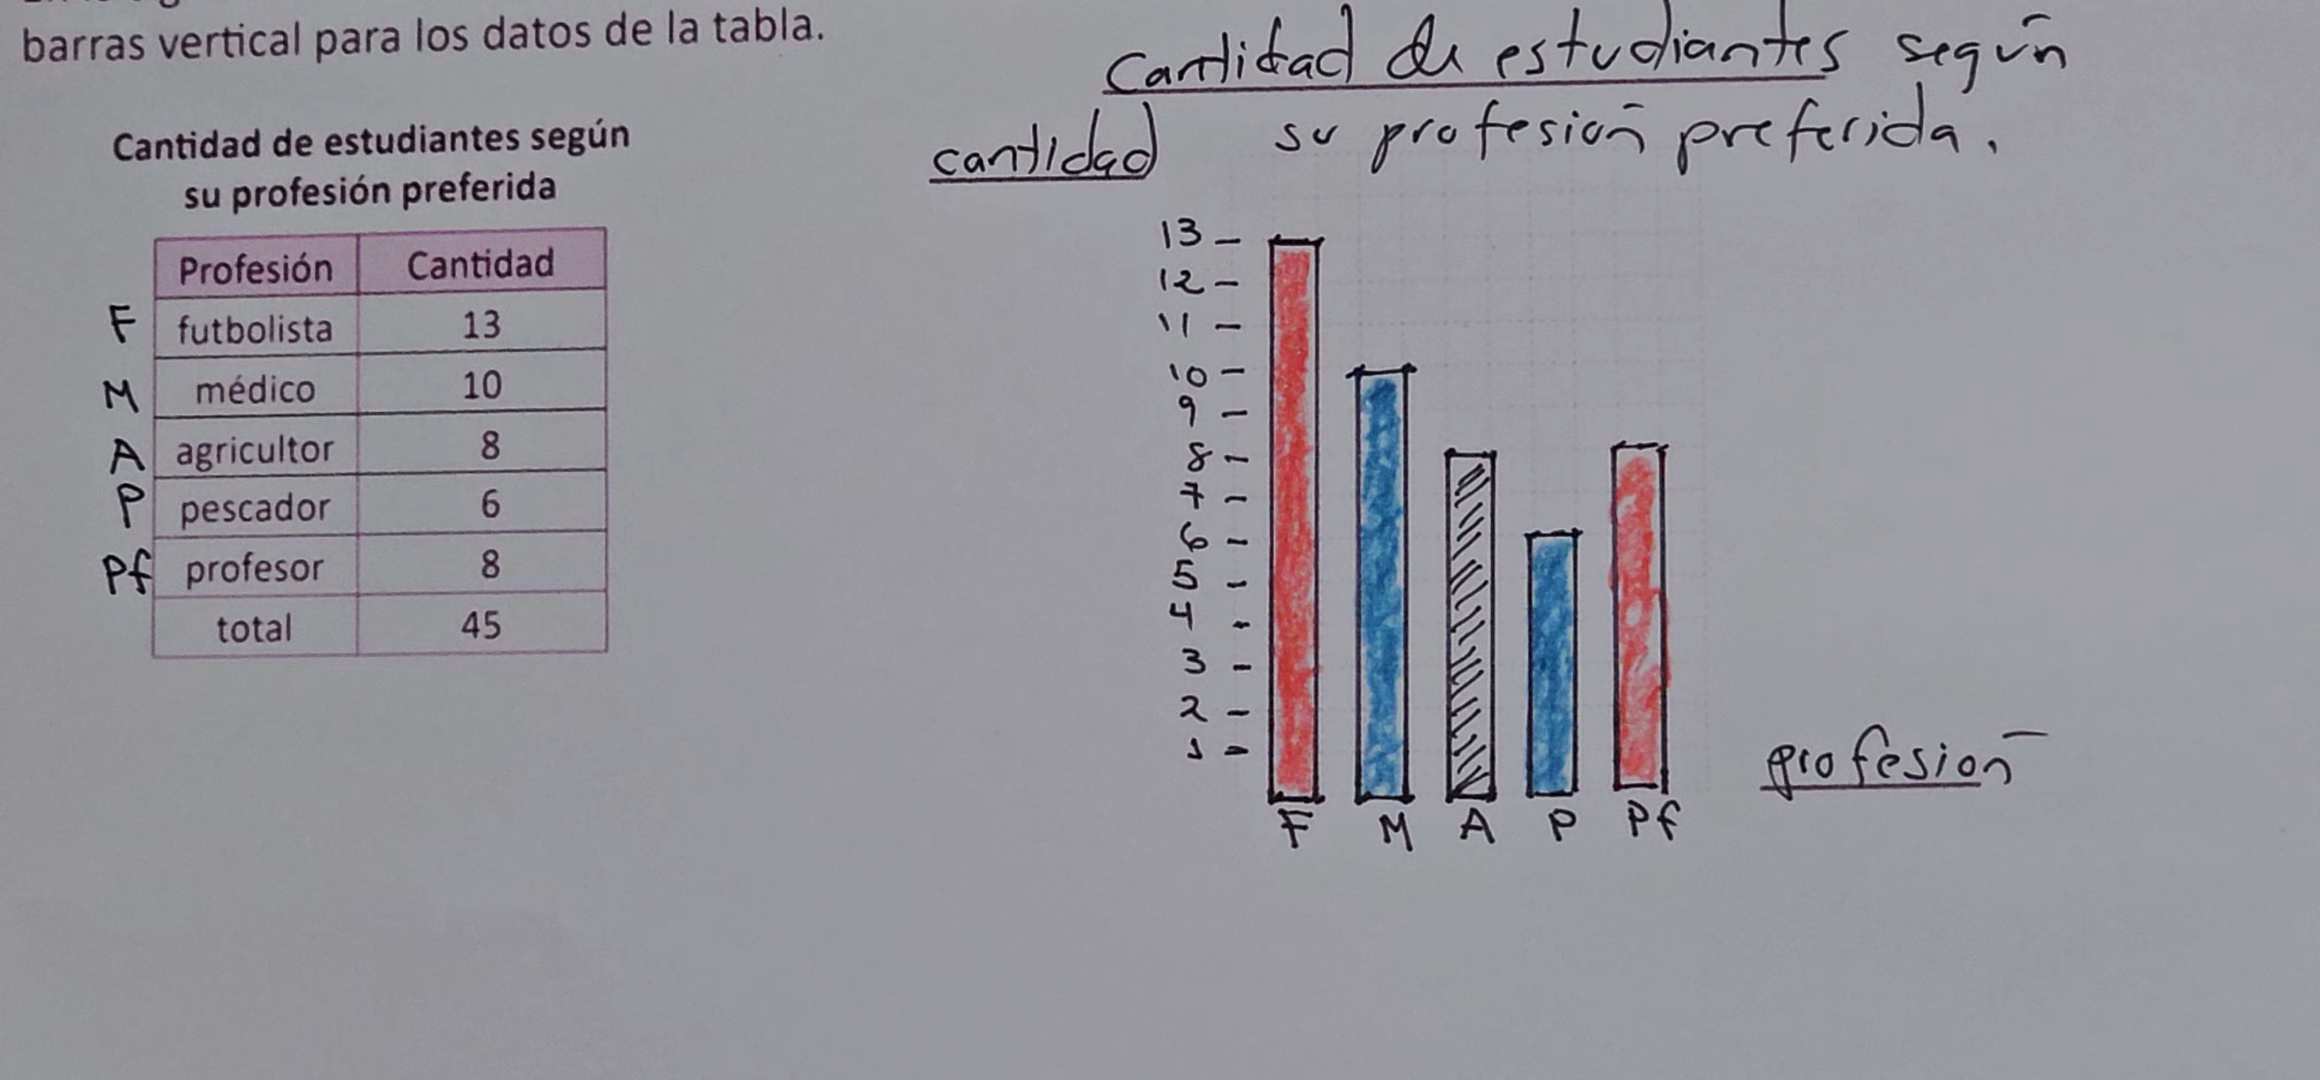 barras vertical para los datos de la tabla.
Cantidad de estudiantes según
su profesión preferida
Profesión Cantidad
F futbolista 13
M médico 10
A agricultor 8
P pescador 6
Pf profesor 8
total 45
Cantidad de estudiantes según
su profesión preferida.
cantidad
13
12
11
10
9
8
7
6
5
4
3
2
1
F M A P Pf
profesión